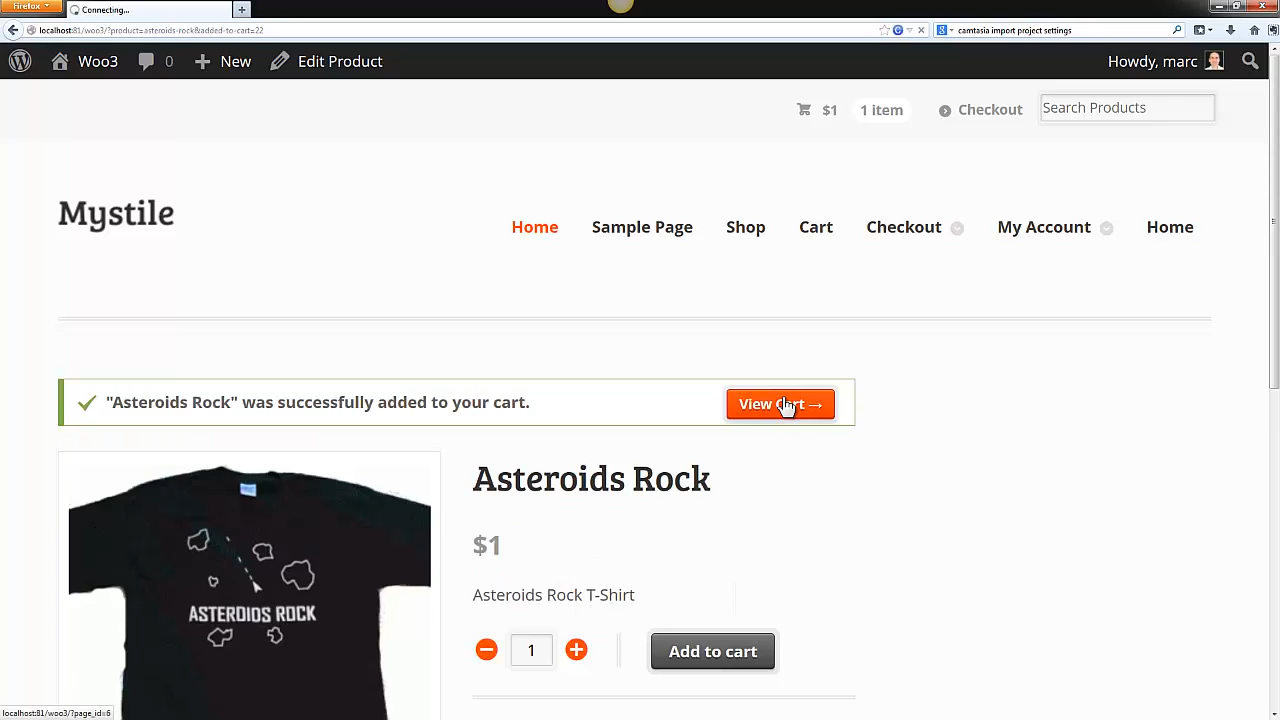 Firefox
Connecting...
localhost:81/woo3/?product=asteroids-rock&added-to-cart=22
camtasia import project settings
Woo3
0
New
Edit Product
Howdy, marc
$1
1 item
Checkout
Search Products
Mystile
Home
Sample Page
Shop
Cart
Checkout
My Account
Home
"Asteroids Rock" was successfully added to your cart.
View Cart →
Asteroids Rock
$1
Asteroids Rock T-Shirt
ASTEROIDS ROCK
1
Add to cart
localhost:81/woo3/?page_id=6